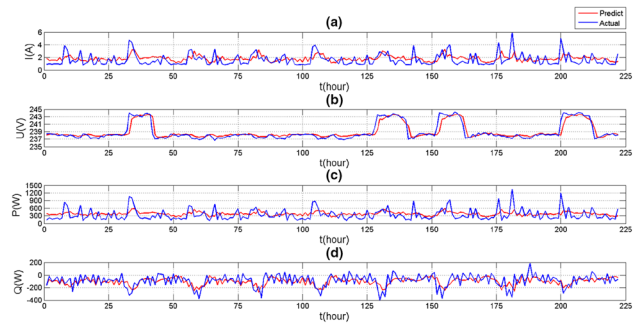 (a)
Predict
Actual
I(A)
6
4
2
0
0 25 50 75 100 125 150 175 200 225
t(hour)
(b)
U(V)
245
243
241
239
237
235
0 25 50 75 100 125 150 175 200 225
t(hour)
(c)
P(W)
1500
1200
900
600
300
0
0 25 50 75 100 125 150 175 200 225
t(hour)
(d)
Q(W)
200
0
-200
-400
0 25 50 75 100 125 150 175 200 225
t(hour)